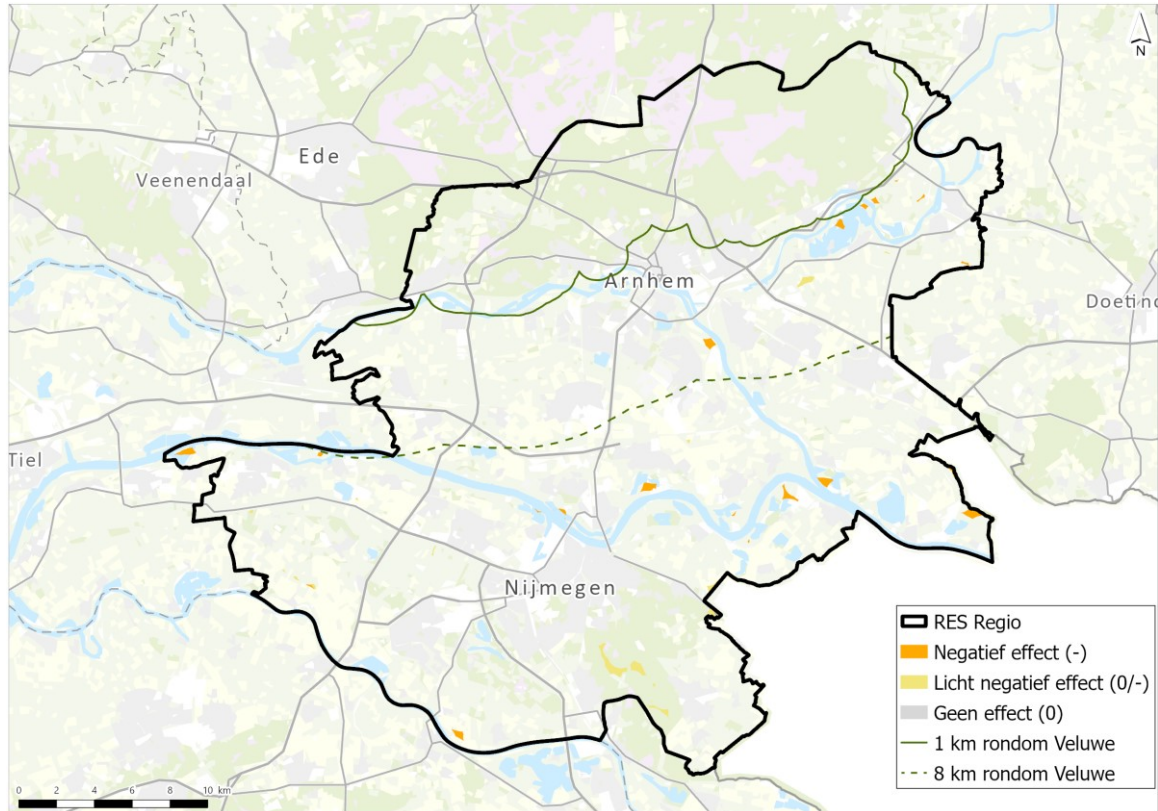 N
Ede
Veenendaal
Arnhem
Doetinc
Tiel
Nijmegen
RES Regio
Negatief effect (-)
Licht negatief effect (0/-)
Geen effect (0)
1 km rondom Veluwe
8 km rondom Veluwe
0 2 4 6 8 10 km